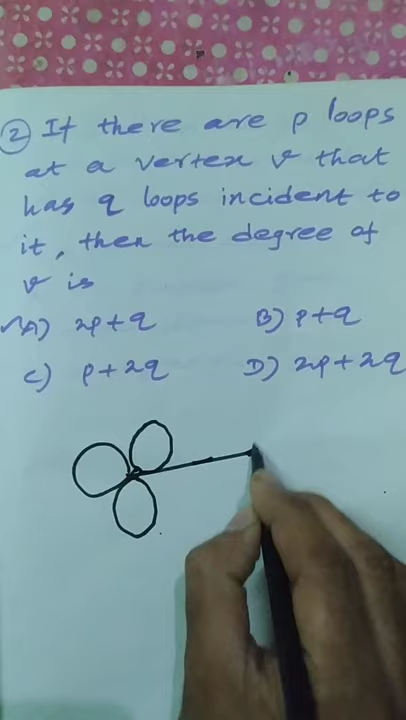 ② If there are p loops
at a vertex v that
has q loops incident to
it, then the degree of
v is
✓A) 2p+q B) p+q
C) p+2q D) 2p+2q